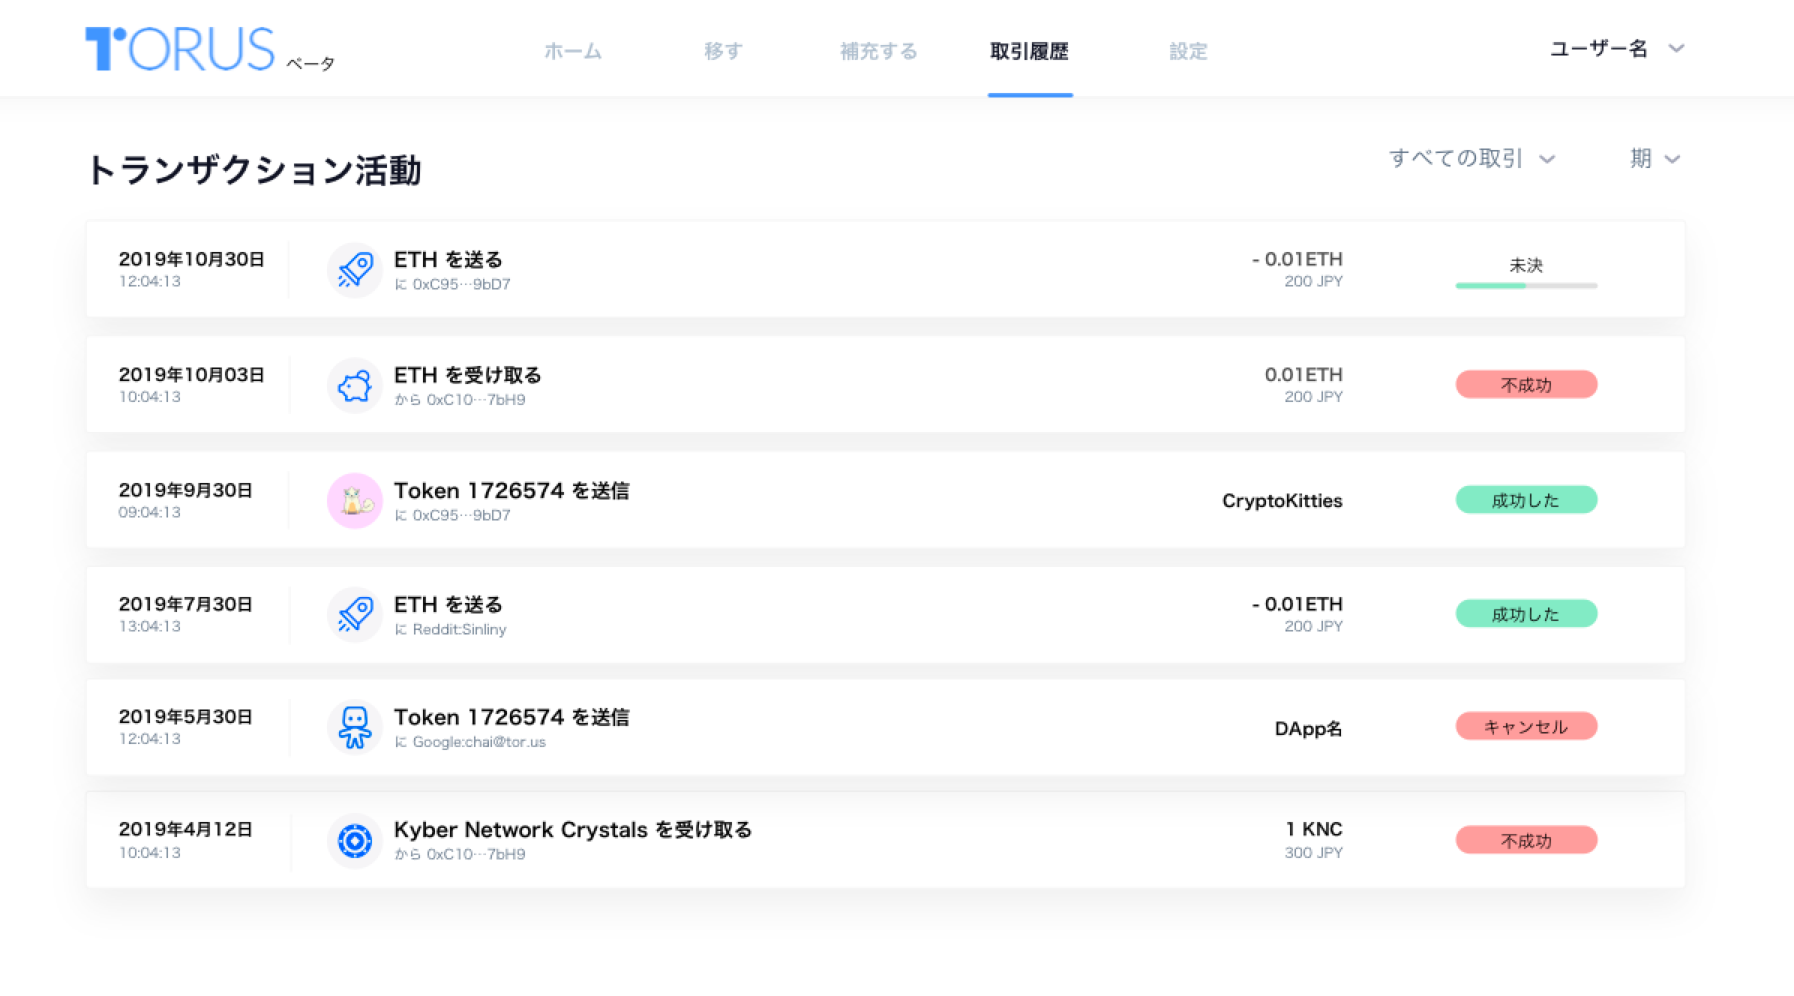 TORUS ベータ
ホーム 移す 補充する 取引履歴 設定 ユーザー名
トランザクション活動 すべての取引 期
2019年10月30日 ETH を送る - 0.01ETH 未決
12:04:13 に 0xC95…9bD7 200 JPY
2019年10月03日 ETH を受け取る 0.01ETH 不成功
10:04:13 から 0xC10…7bH9 200 JPY
2019年9月30日 Token 1726574 を送信 CryptoKitties 成功した
09:04:13 に 0xC95…9bD7
2019年7月30日 ETH を送る - 0.01ETH 成功した
13:04:13 に Reddit:Sinliny 200 JPY
2019年5月30日 Token 1726574 を送信 DApp名 キャンセル
12:04:13 に Google:chai@tor.us
2019年4月12日 Kyber Network Crystals を受け取る 1 KNC 不成功
10:04:13 から 0xC10…7bH9 300 JPY